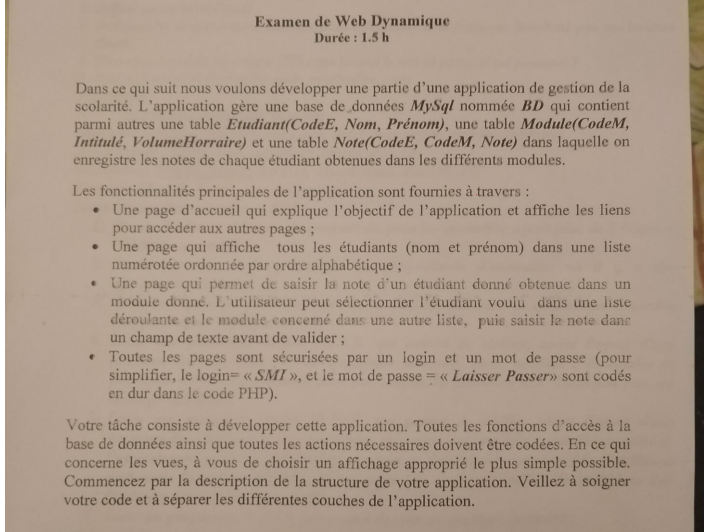 Examen de Web Dynamique
Durée : 1.5 h
Dans ce qui suit nous voulons développer une partie d'une application de gestion de la
scolarité. L'application gère une base de données MySql nommée BD qui contient
parmi autres une table Etudiant(CodeE, Nom, Prénom), une table Module(CodeM,
Intitulé, VolumeHorraire) et une table Note(CodeE, CodeM, Note) dans laquelle on
enregistre les notes de chaque étudiant obtenues dans les différents modules.
Les fonctionnalités principales de l'application sont fournies à travers :
• Une page d'accueil qui explique l'objectif de l'application et affiche les liens
pour accéder aux autres pages ;
• Une page qui affiche tous les étudiants (nom et prénom) dans une liste
numérotée ordonnée par ordre alphabétique ;
• Une page qui permet de saisir la note d'un étudiant donné obtenue dans un
module donné. L'utilisateur peut sélectionner l'étudiant voulu dans une liste
déroulante et le module concerné dans une autre liste, puis saisir la note dans
un champ de texte avant de valider ;
• Toutes les pages sont sécurisées par un login et un mot de passe (pour
simplifier, le login= « SMI », et le mot de passe = « Laisser Passer» sont codés
en dur dans le code PHP).
Votre tâche consiste à développer cette application. Toutes les fonctions d'accès à la
base de données ainsi que toutes les actions nécessaires doivent être codées. En ce qui
concerne les vues, à vous de choisir un affichage approprié le plus simple possible.
Commencez par la description de la structure de votre application. Veillez à soigner
votre code et à séparer les différentes couches de l'application.